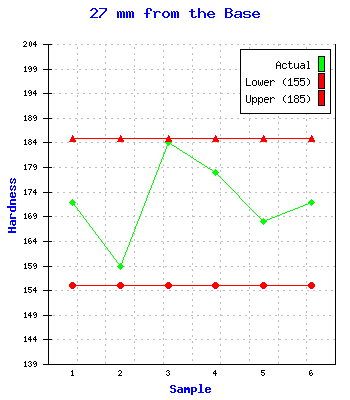 27 mm from the Base
204
199
194
189
184
179
174
169
164
159
154
149
144
139
Hardness
Actual
Lower (155)
Upper (185)
1 2 3 4 5 6
Sample